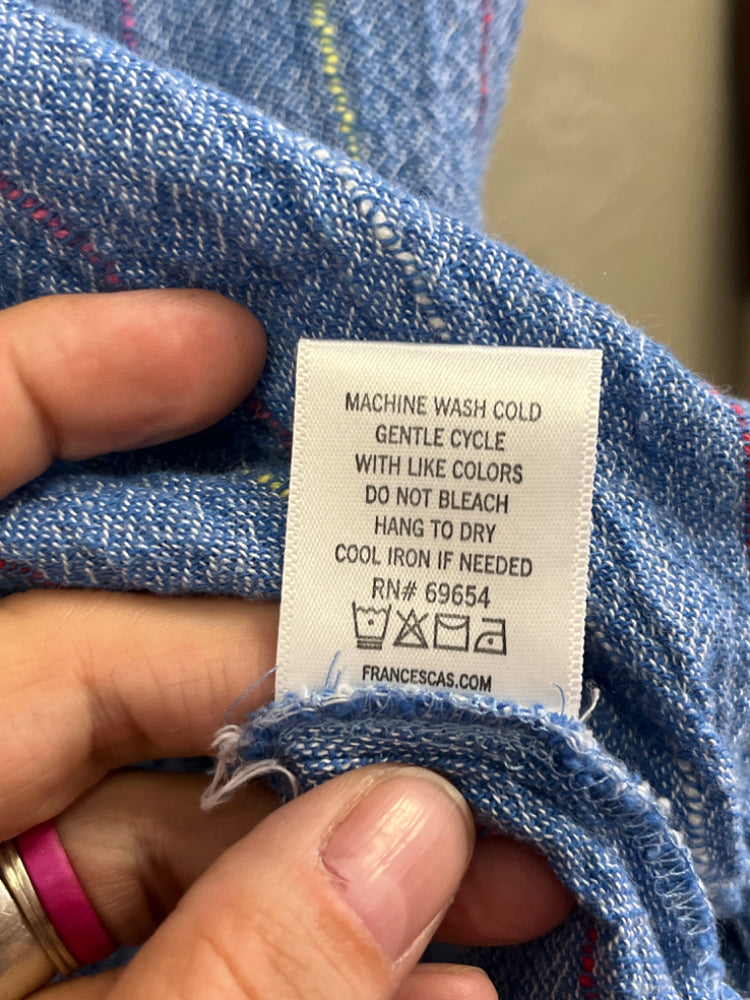 MACHINE WASH COLD
GENTLE CYCLE
WITH LIKE COLORS
DO NOT BLEACH
HANG TO DRY
COOL IRON IF NEEDED
RN# 69654
FRANCESCAS.COM